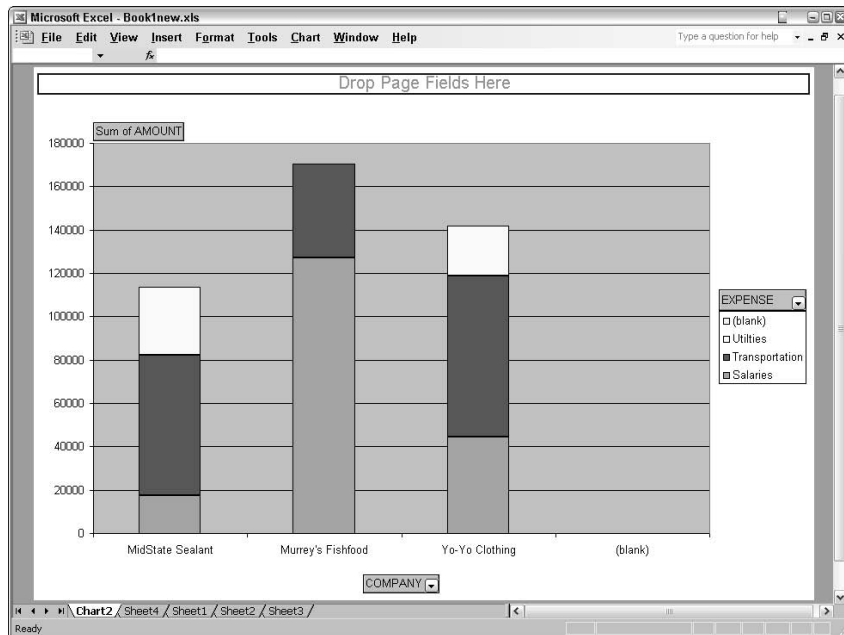 Microsoft Excel - Book1new.xls
File Edit View Insert Format Tools Chart Window Help
Type a question for help
fx
Drop Page Fields Here
Sum of AMOUNT
180000
160000
140000
120000
100000
80000
60000
40000
20000
0
EXPENSE
(blank)
Utilties
Transportation
Salaries
MidState Sealant Murrey's Fishfood Yo-Yo Clothing (blank)
COMPANY
Chart2 Sheet4 Sheet1 Sheet2 Sheet3
Ready